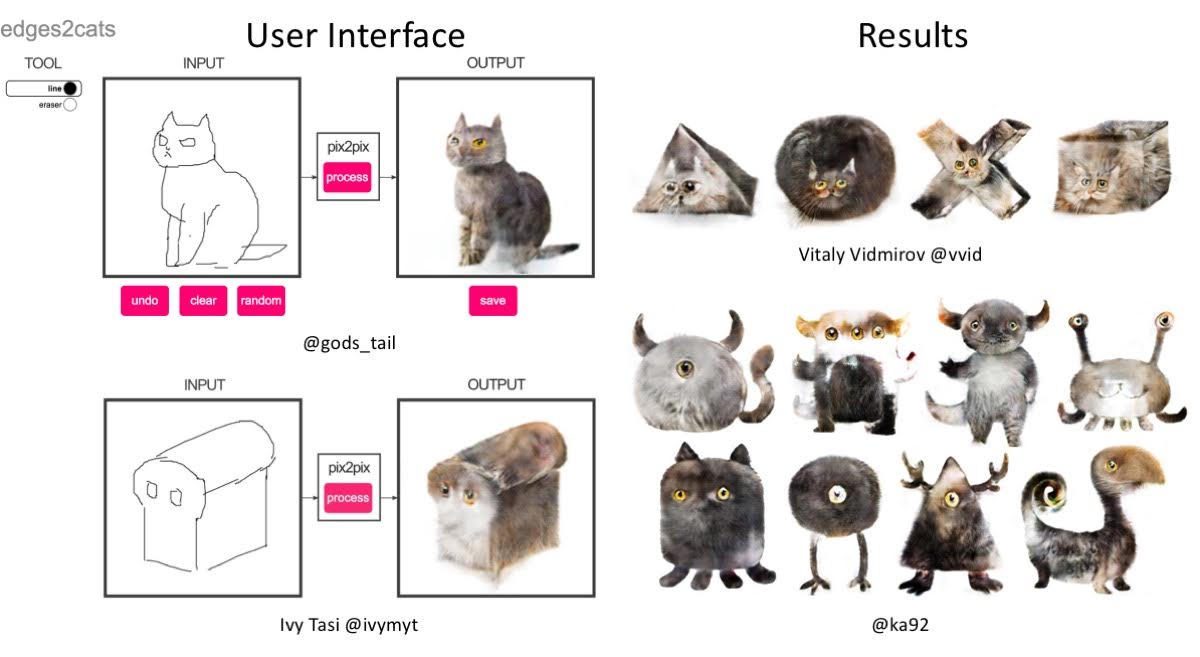 edges2cats
User Interface
Results
TOOL
line
eraser
INPUT
OUTPUT
pix2pix
process
undo
clear
random
save
@gods_tail
INPUT
OUTPUT
pix2pix
process
Ivy Tasi @ivymyt
Vitaly Vidmirov @vvid
@ka92